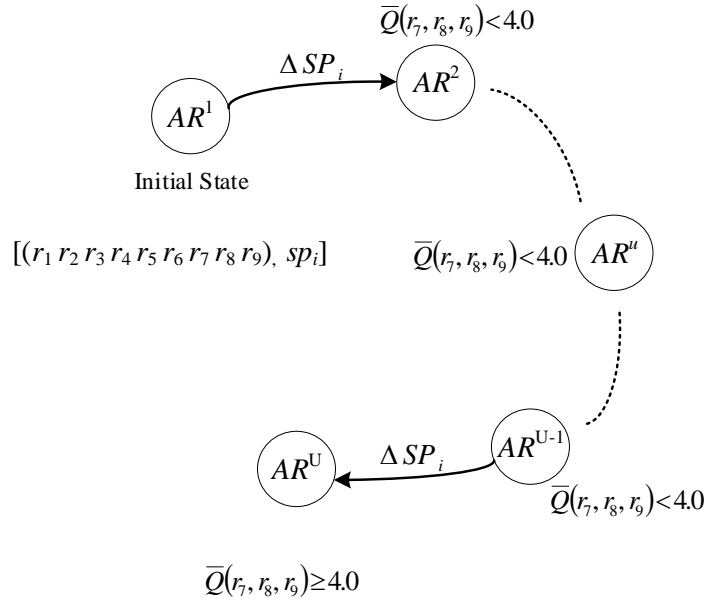 Q̅(r₇, r₈, r₉)<4.0
Δ SP ᵢ
AR¹
AR²
Initial State
[(r₁ r₂ r₃ r₄ r₅ r₆ r₇ r₈ r₉), spᵢ]
Q̅(r₇, r₈, r₉)<4.0
ARᵘ
ARᵁ
Δ SP ᵢ
ARᵁ⁻¹
Q̅(r₇, r₈, r₉)<4.0
Q̅(r₇, r₈, r₉)≥4.0